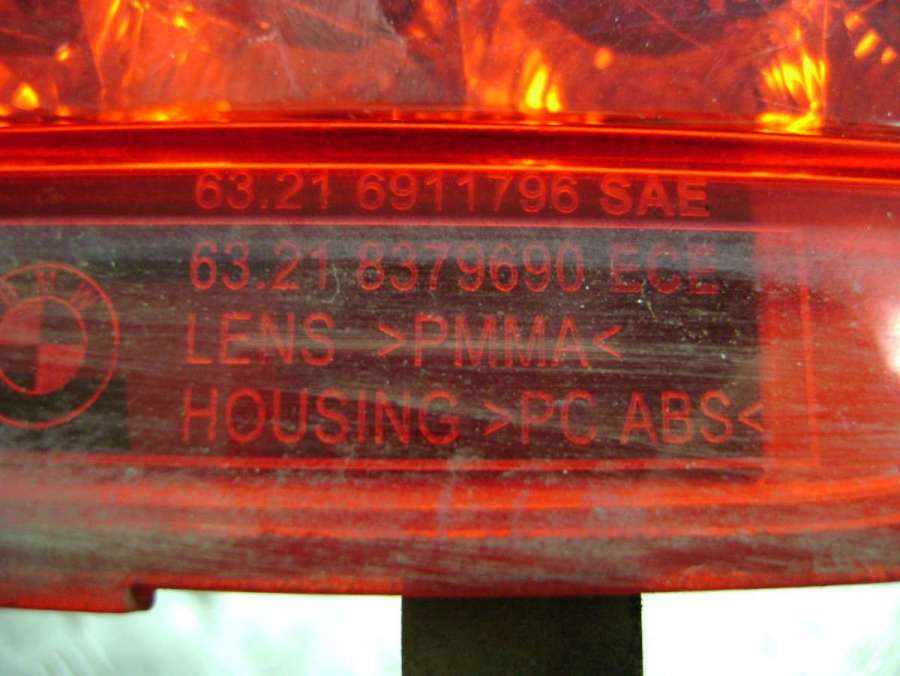 63.21 6911796 SAE
63.21 8379690 ECE
LENS >PMMA<
HOUSING >PC ABS<